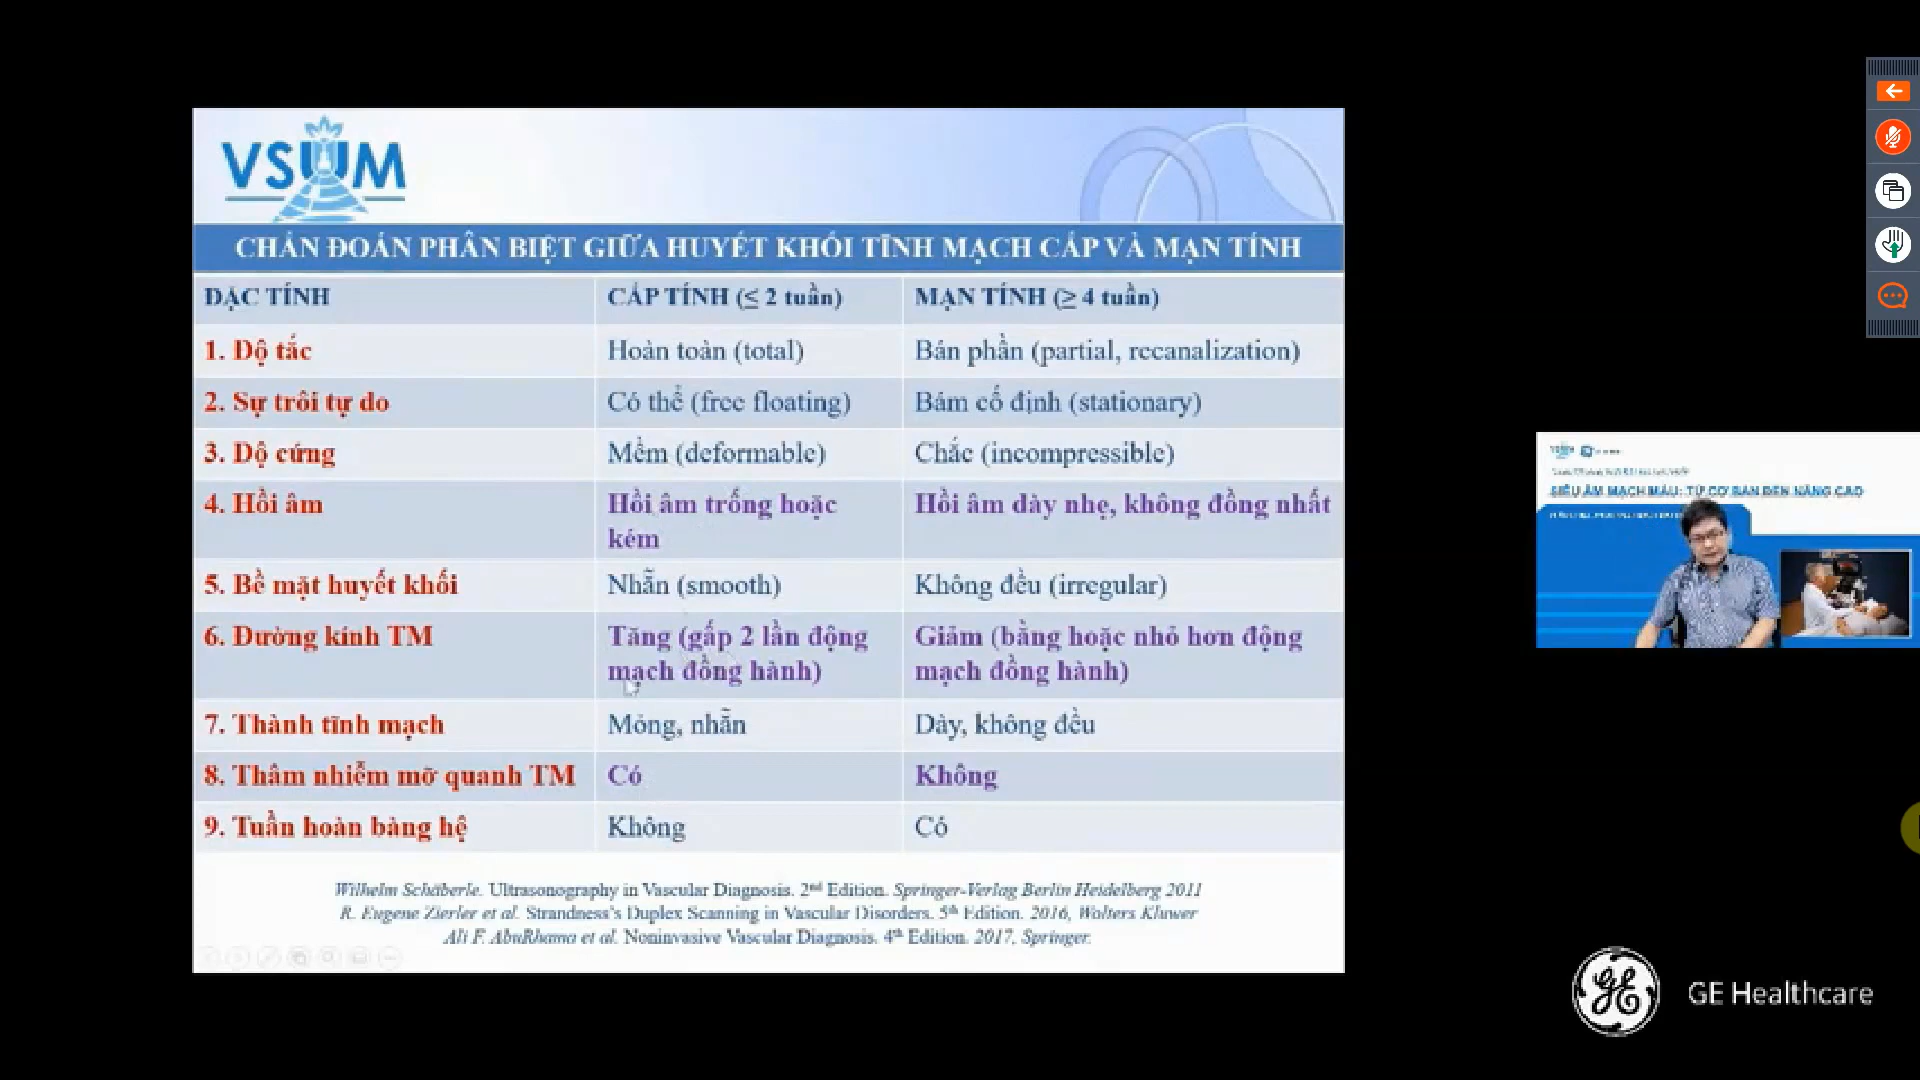 VSUM
CHẨN ĐOÁN PHÂN BIỆT GIỮA HUYẾT KHỐI TĨNH MẠCH CẤP VÀ MẠN TÍNH
ĐẶC TÍNH
CẤP TÍNH (≤ 2 tuần)
MẠN TÍNH (≥ 4 tuần)
1. Độ tắc
Hoàn toàn (total)
Bán phần (partial, recanalization)
2. Sự trôi tự do
Có thể (free floating)
Bám cố định (stationary)
3. Độ cứng
Mềm (deformable)
Chắc (incompressible)
4. Hồi âm
Hồi âm trống hoặc
kém
Hồi âm dày nhẹ, không đồng nhất
5. Bề mặt huyết khối
Nhẵn (smooth)
Không đều (irregular)
6. Đường kính TM
Tăng (gấp 2 lần động
mạch đồng hành)
Giảm (bằng hoặc nhỏ hơn động
mạch đồng hành)
7. Thành tĩnh mạch
Mỏng, nhẵn
Dày, không đều
8. Thâm nhiễm mỡ quanh TM
Có
Không
9. Tuần hoàn bàng hệ
Không
Có
Wilhelm Schäberle. Ultrasonography in Vascular Diagnosis. 2nd Edition. Springer-Verlag Berlin Heidelberg 2011
R. Eugene Zierler et al. Strandness's Duplex Scanning in Vascular Disorders. 5th Edition. 2016, Wolters Kluwer
Ali F. AbuRhama et al. Noninvasive Vascular Diagnosis. 4th Edition. 2017, Springer.
VSUM
SIÊU ÂM MẠCH MÁU: TỪ CƠ BẢN ĐẾN NÂNG CAO
GE Healthcare